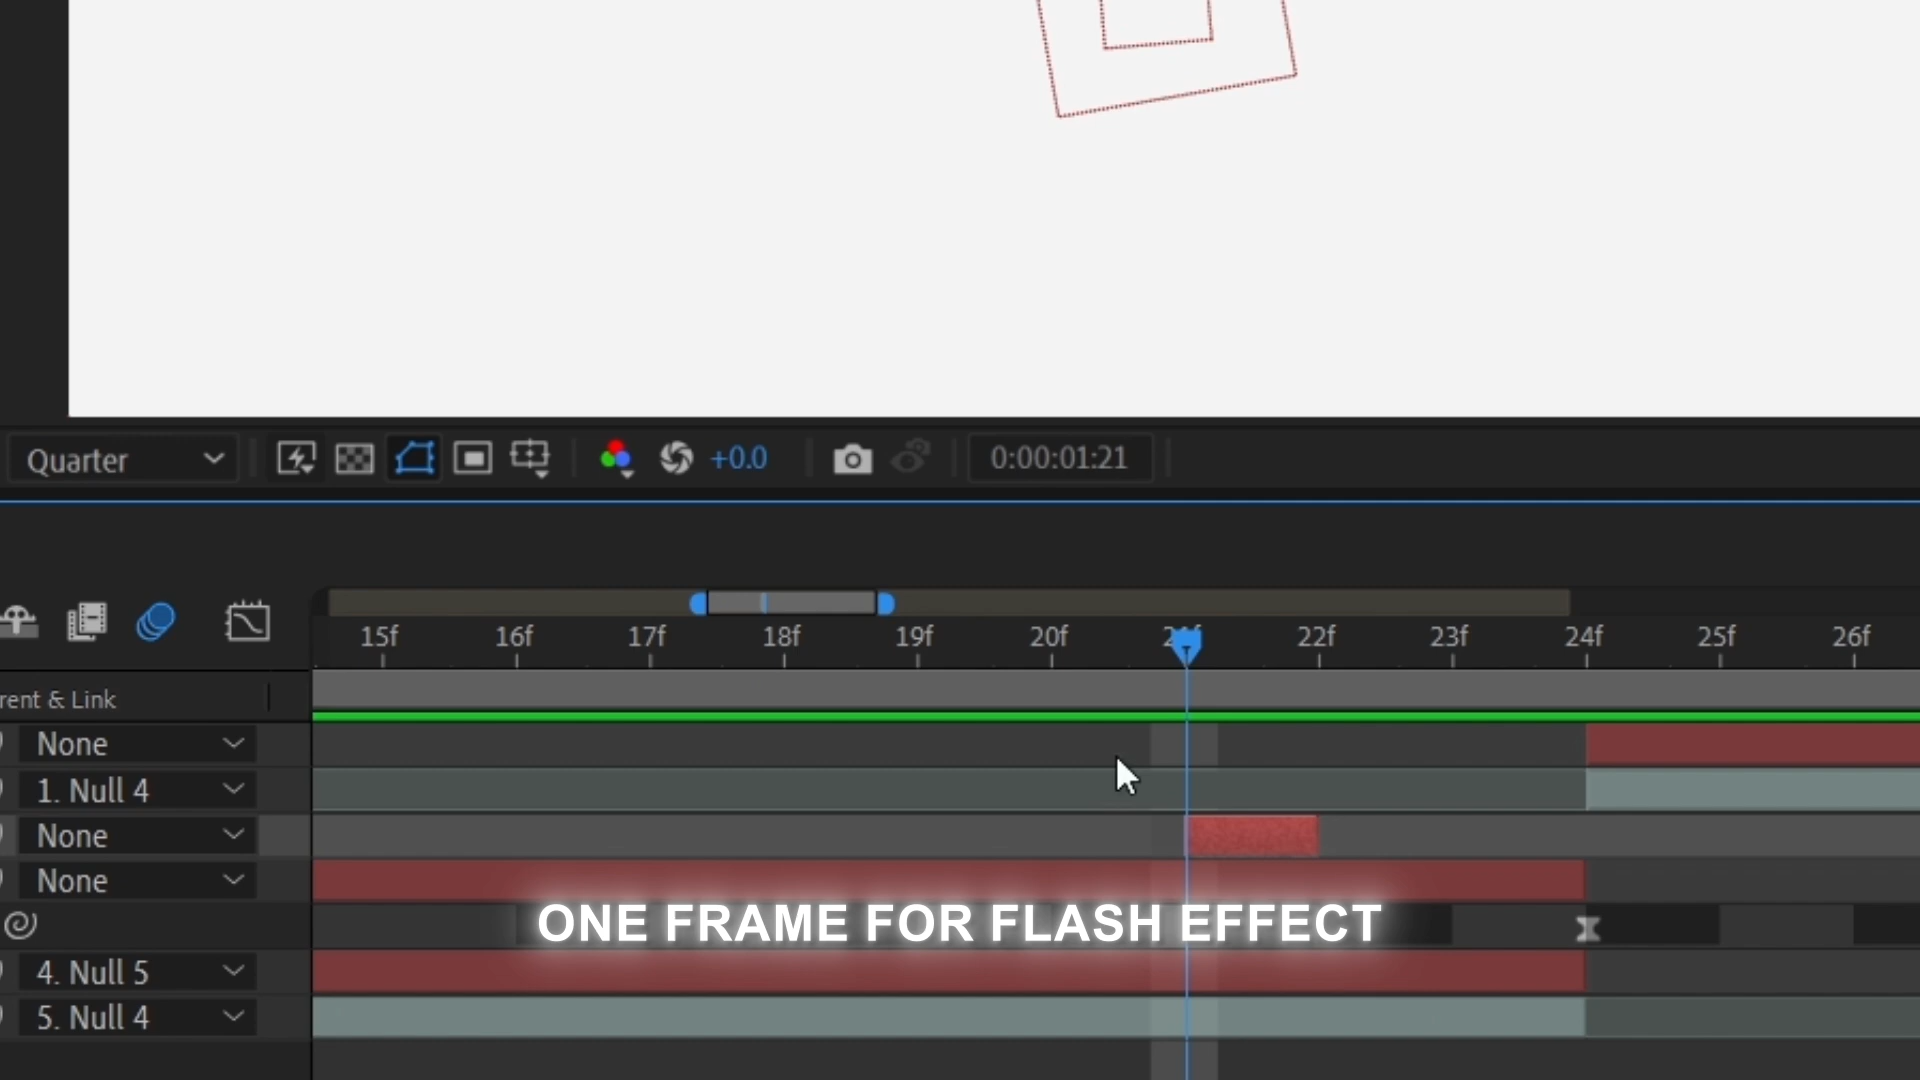 Quarter
+0.0
0:00:01:21
15f 16f 17f 18f 19f 20f 21f 22f 23f 24f 25f 26f
rent & Link
None
1. Null 4
None
None
ONE FRAME FOR FLASH EFFECT
4. Null 5
5. Null 4